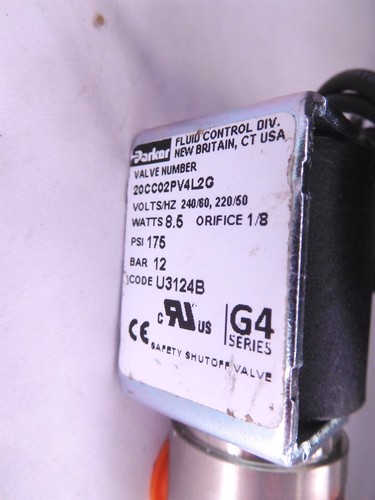 Parker FLUID CONTROL DIV.
NEW BRITAIN, CT USA
VALVE NUMBER
20CC02PV4L2G
VOLTS/HZ 240/60, 220/50
WATTS 8.5 ORIFICE 1/8
PSI 175
BAR 12
CODE U3124B
C RU US
G4
SERIES
CE
SAFETY SHUTOFF VALVE